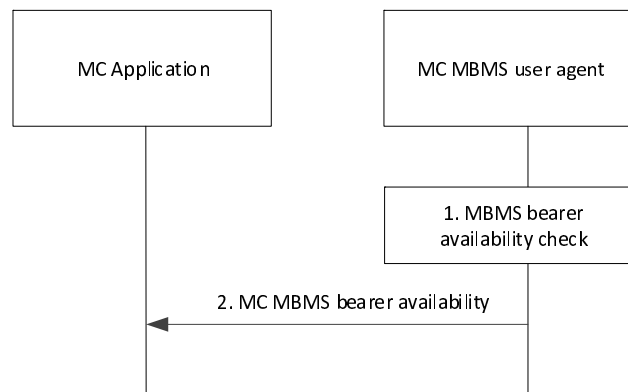 MC Application
MC MBMS user agent
1. MBMS bearer
availability check
2. MC MBMS bearer availability